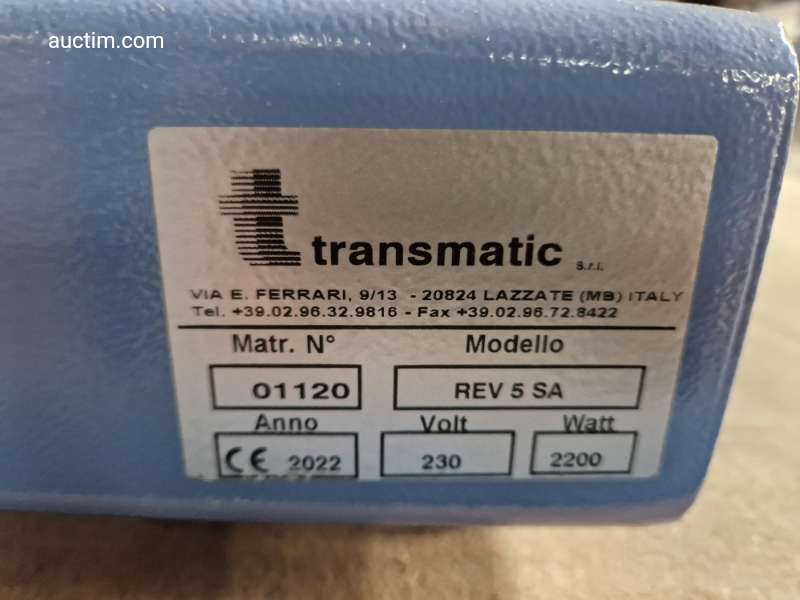 auctim.com
t
transmatic S.r.l.
VIA E. FERRARI, 9/13 - 20824 LAZZATE (MB) ITALY
Tel. +39.02.96.32.9816 - Fax +39.02.96.72.8422
Matr. N° Modello
01120 REV 5 SA
Anno Volt Watt
CE 2022 230 2200